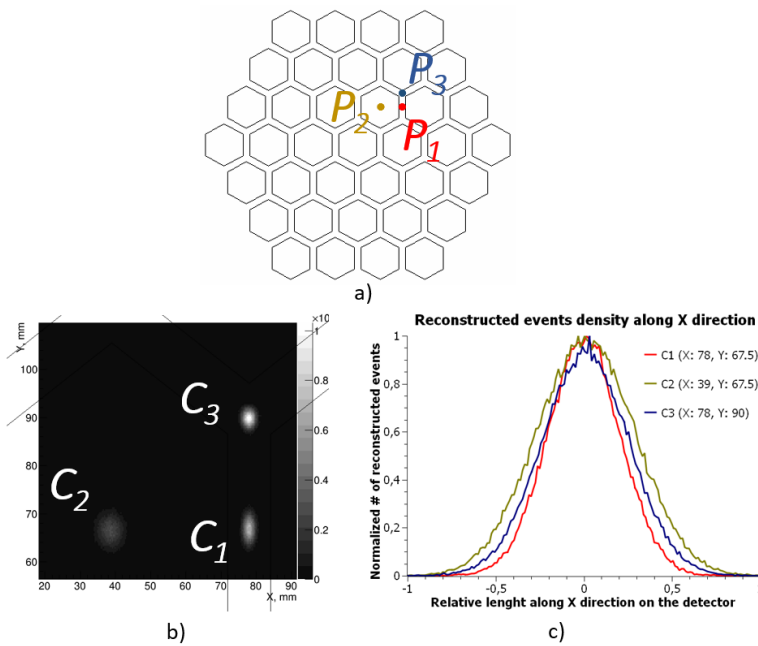 P3
P2
P1
a)
Y, mm
100
80
70
60
C3
C2
C1
×10
1
0.8
0.6
0.4
0.2
0
20
30
40
50
60
70
80
90
X, mm
b)
Reconstructed events density along X direction
Normalized # of reconstructed events
1
0,8
0,6
0,4
0,2
0
C1 (X: 78, Y: 67.5)
C2 (X: 39, Y: 67.5)
C3 (X: 78, Y: 90)
-1
-0,5
0
0,5
Relative lenght along X direction on the detector
c)